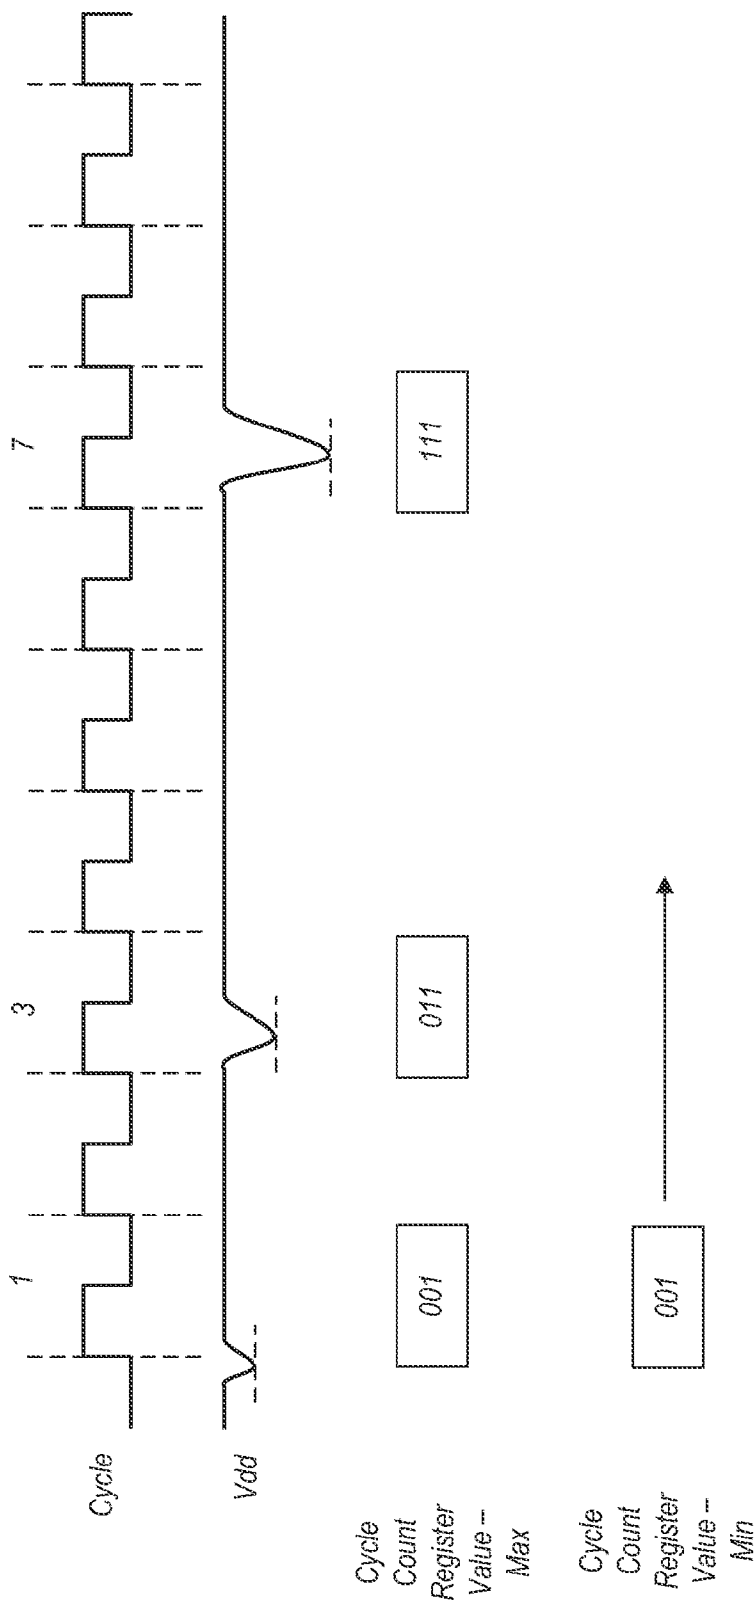 1
3
7
Cycle
Vdd
Cycle
Count
Register
Value –
Max
001
011
111
Cycle
Count
Register
Value –
Min
001